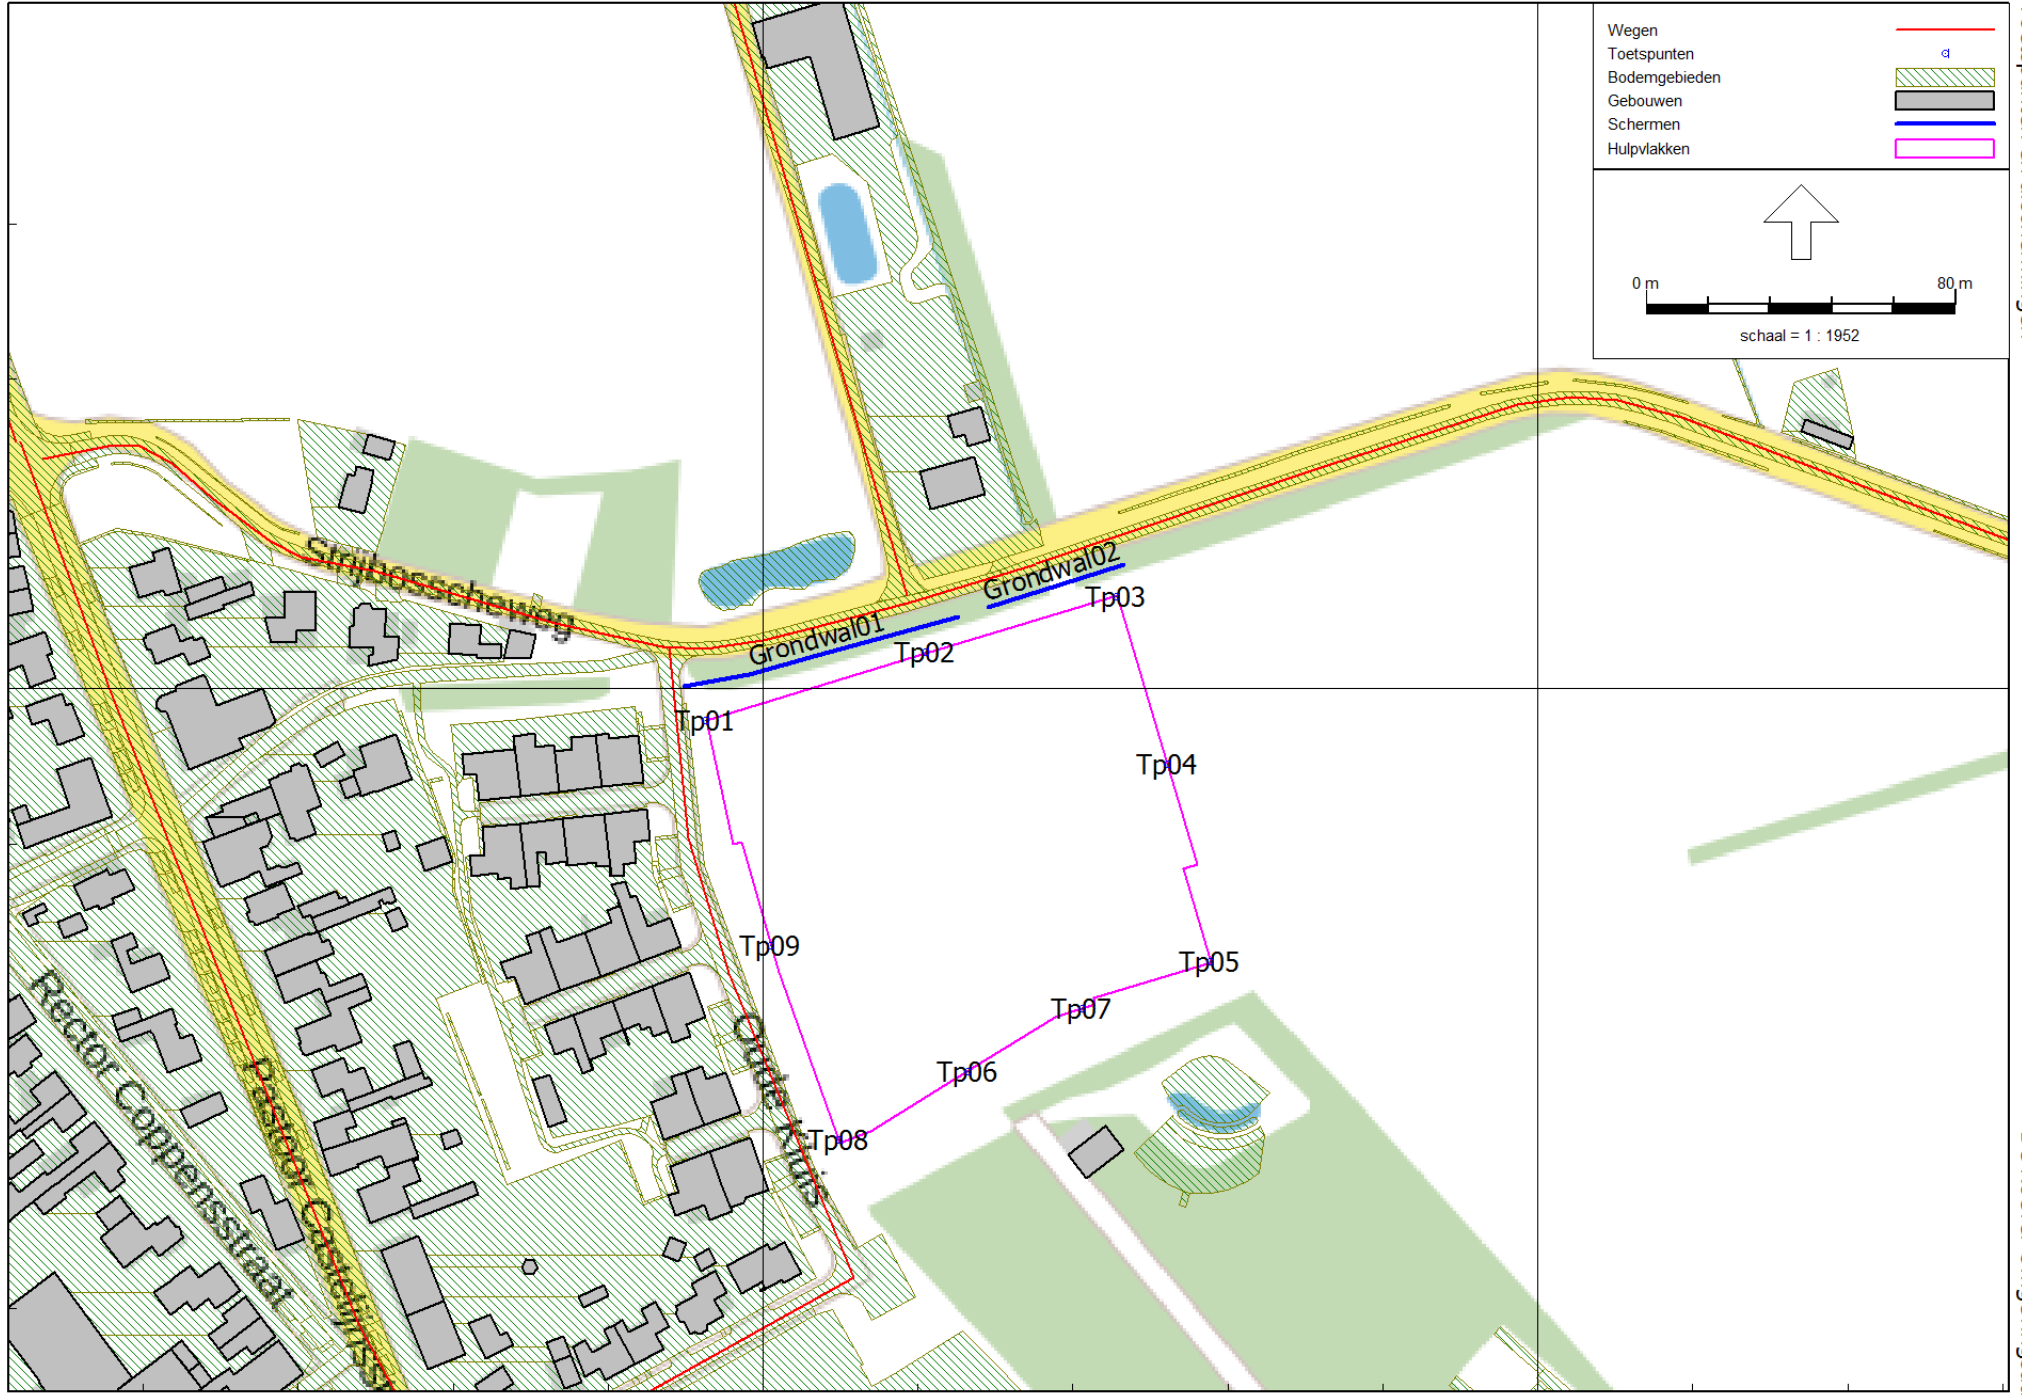 Wegen
Toetspunten
Bodemgebieden
Gebouwen
Schermen
Hulpvlakken
0 m 80 m
schaal = 1 : 1952
Strijbosscheweg
Grondwal02
Grondwal01
Tp03
Tp02
Tp01
Tp04
Tp09
Tp05
Tp07
Tp06
Tp08
Oude Kluis
Rector Coppensstraat
Pastoor Castelijnsst